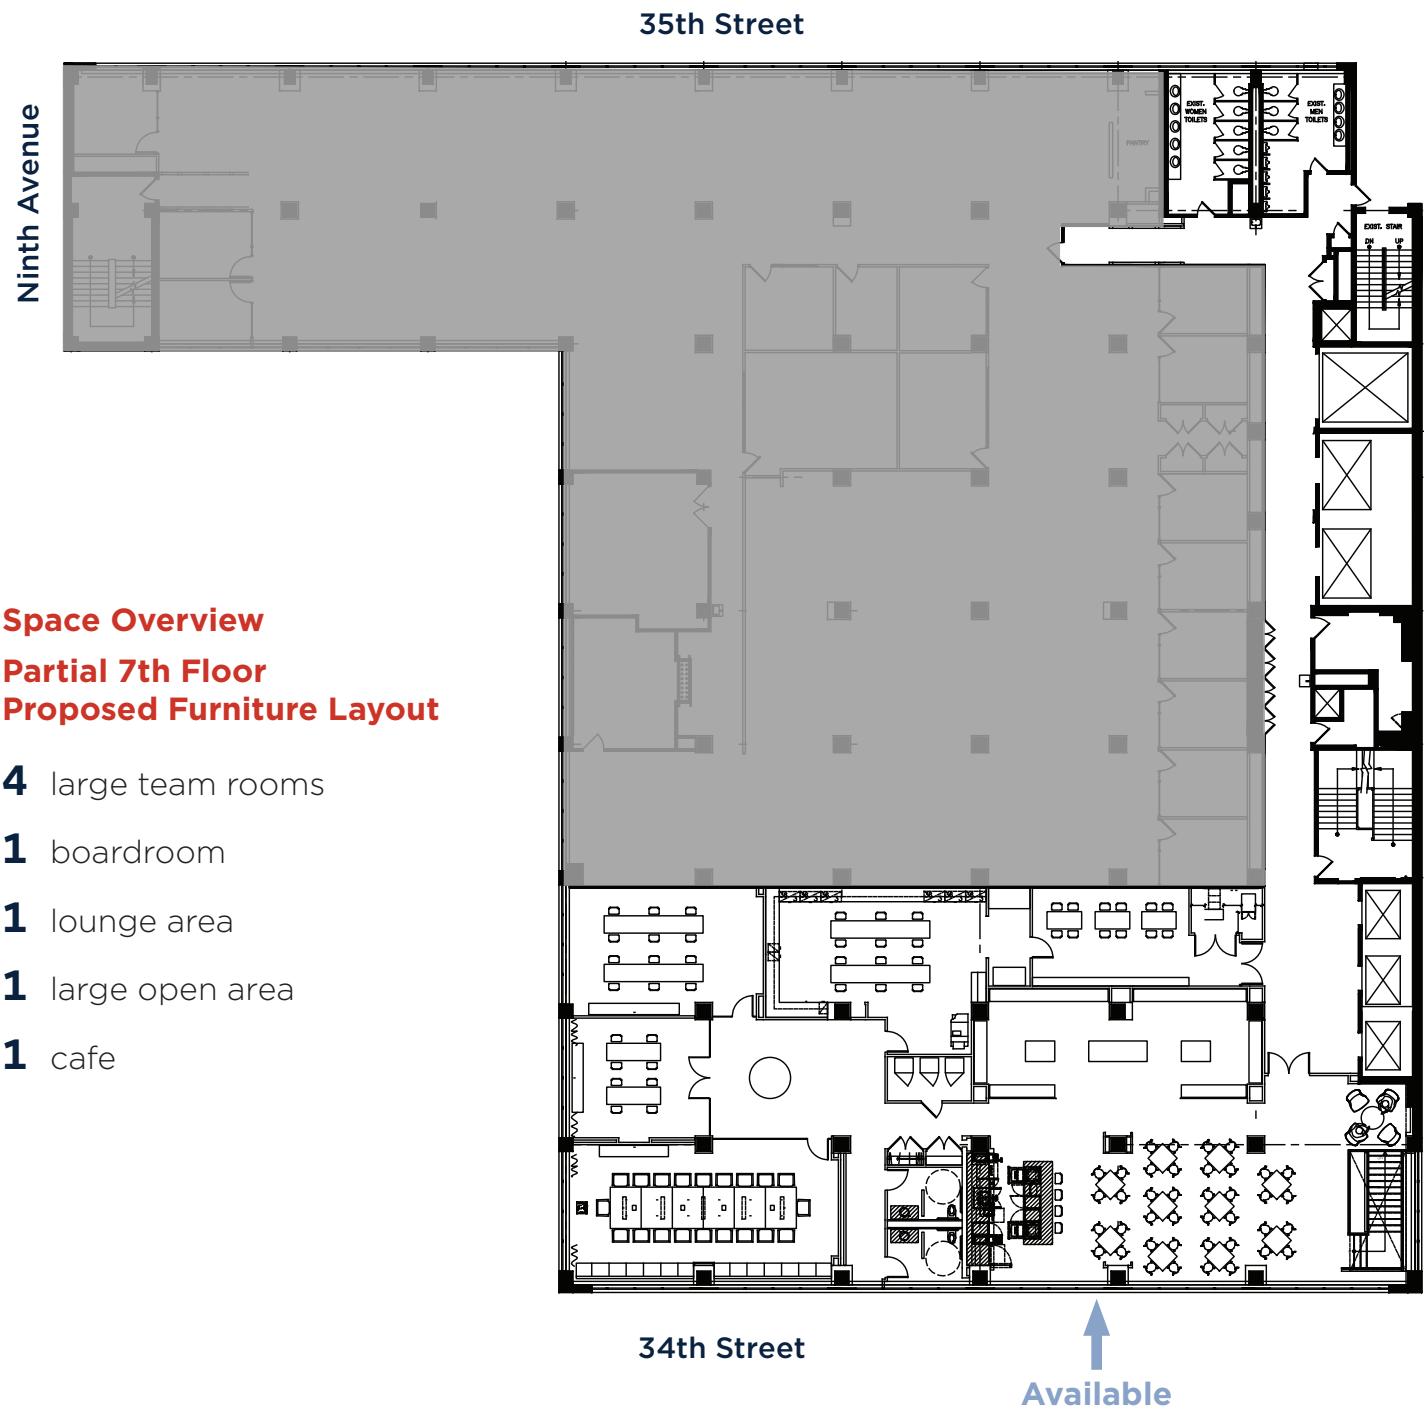 35th Street
Ninth Avenue
EXIST.
WOMEN
TOILETS
EXIST.
MEN
TOILETS
PANTRY
EXIST. STAIR
DN UP
Space Overview
Partial 7th Floor
Proposed Furniture Layout
4 large team rooms
1 boardroom
1 lounge area
1 large open area
1 cafe
34th Street
Available